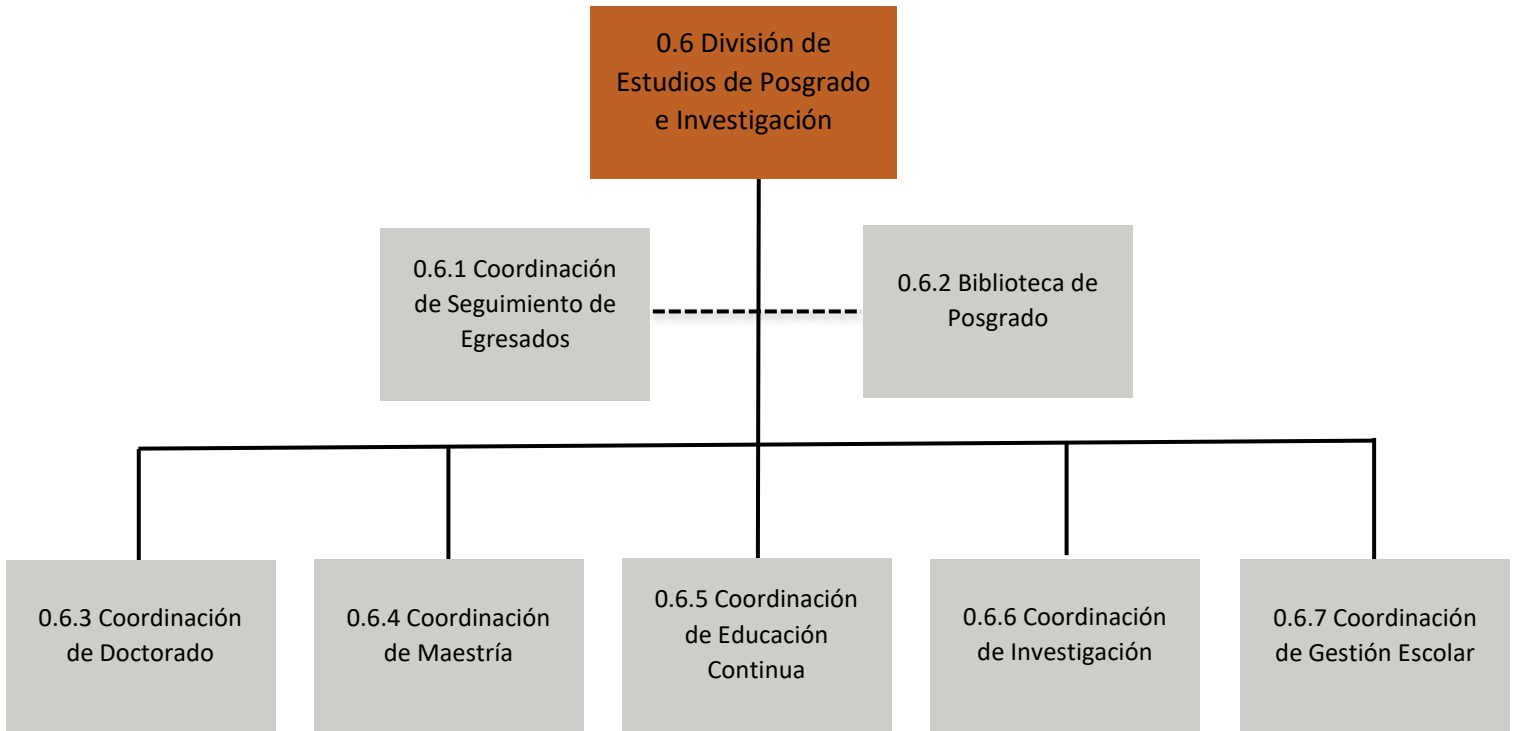 0.6 División de
Estudios de Posgrado
e Investigación
0.6.1 Coordinación
de Seguimiento de
Egresados
0.6.2 Biblioteca de
Posgrado
0.6.3 Coordinación
de Doctorado
0.6.4 Coordinación
de Maestría
0.6.5 Coordinación
de Educación
Continua
0.6.6 Coordinación
de Investigación
0.6.7 Coordinación
de Gestión Escolar